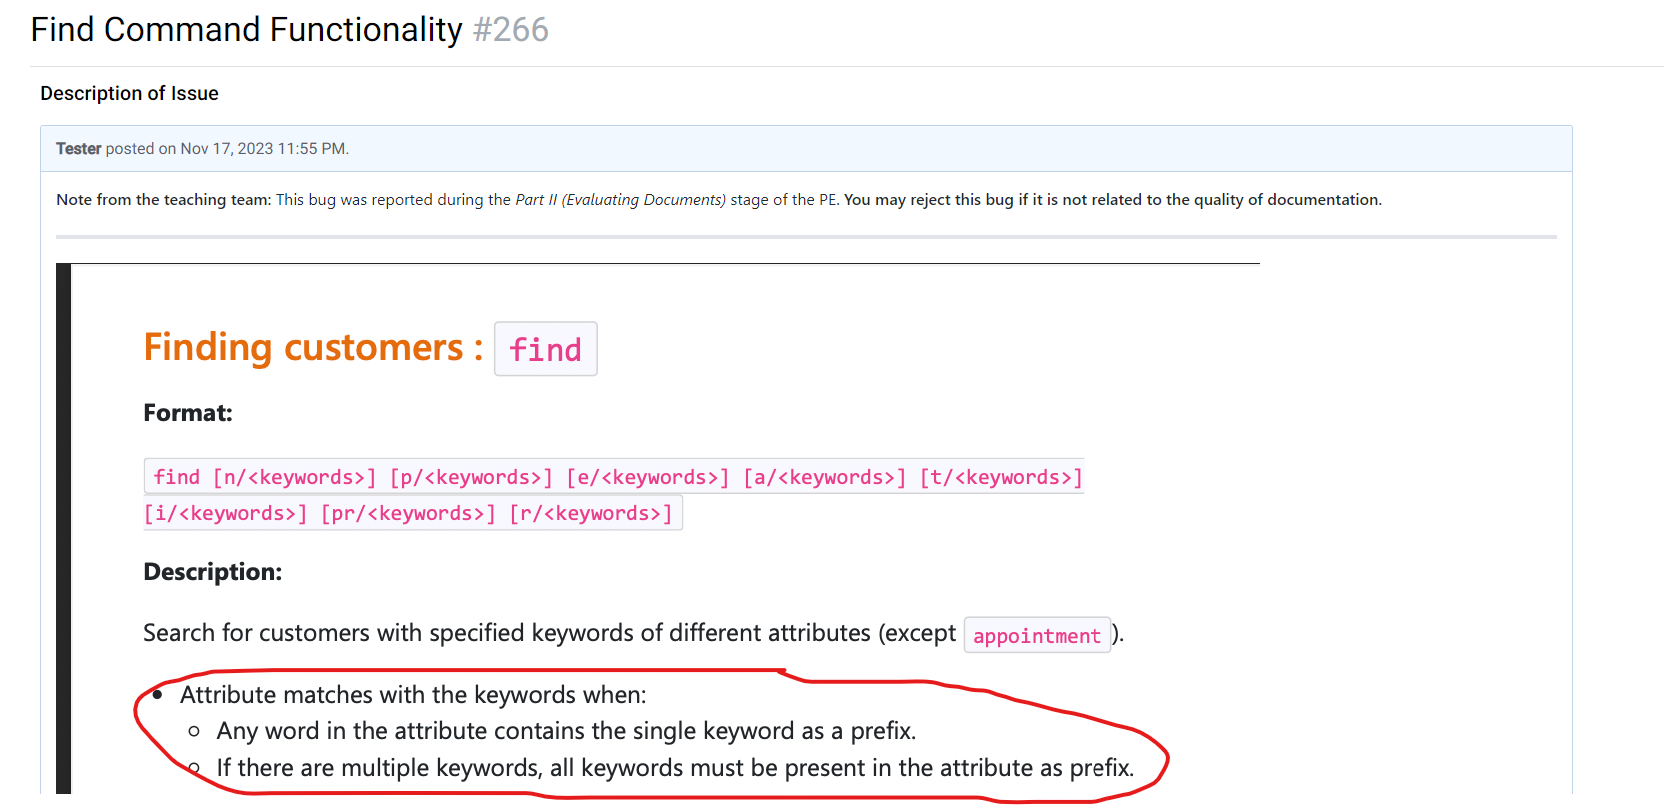 Find Command Functionality #266
Description of Issue
Tester posted on Nov 17, 2023 11:55 PM.
Note from the teaching team: This bug was reported during the Part II (Evaluating Documents) stage of the PE. You may reject this bug if it is not related to the quality of documentation.
Finding customers : find
Format:
find [n/<keywords>] [p/<keywords>] [e/<keywords>] [a/<keywords>] [t/<keywords>]
[i/<keywords>] [pr/<keywords>] [r/<keywords>]
Description:
Search for customers with specified keywords of different attributes (except appointment).
• Attribute matches with the keywords when:
○ Any word in the attribute contains the single keyword as a prefix.
○ If there are multiple keywords, all keywords must be present in the attribute as prefix.